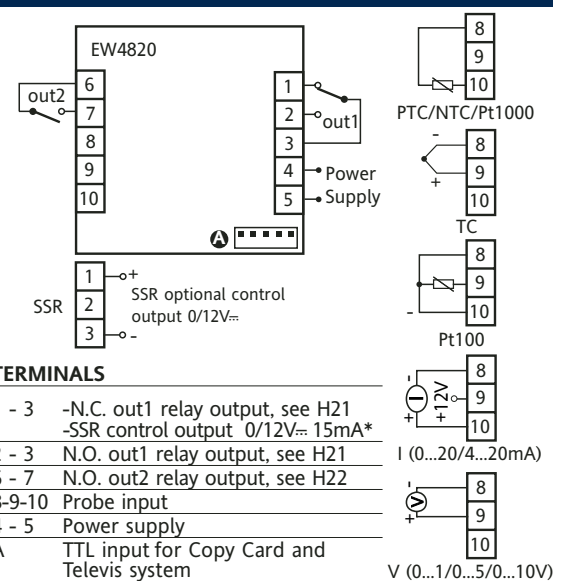 EW4820
6
7
8
9
10
out2
1
2
3
4
5
out1
Power
Supply
A
SSR
1
2
3
+
-
SSR optional control
output 0/12V⎓
8
9
10
PTC/NTC/Pt1000
-
+
8
9
10
TC
-
8
9
10
Pt100
-
+
I
+12V
8
9
10
I (0...20/4...20mA)
-
+
V
8
9
10
V (0...1/0...5/0...10V)
TERMINALS
- 3 -N.C. out1 relay output, see H21
-SSR control output 0/12V⎓ 15mA*
2 - 3 N.O. out1 relay output, see H21
6 - 7 N.O. out2 relay output, see H22
8-9-10 Probe input
4 - 5 Power supply
A TTL input for Copy Card and
Televis system